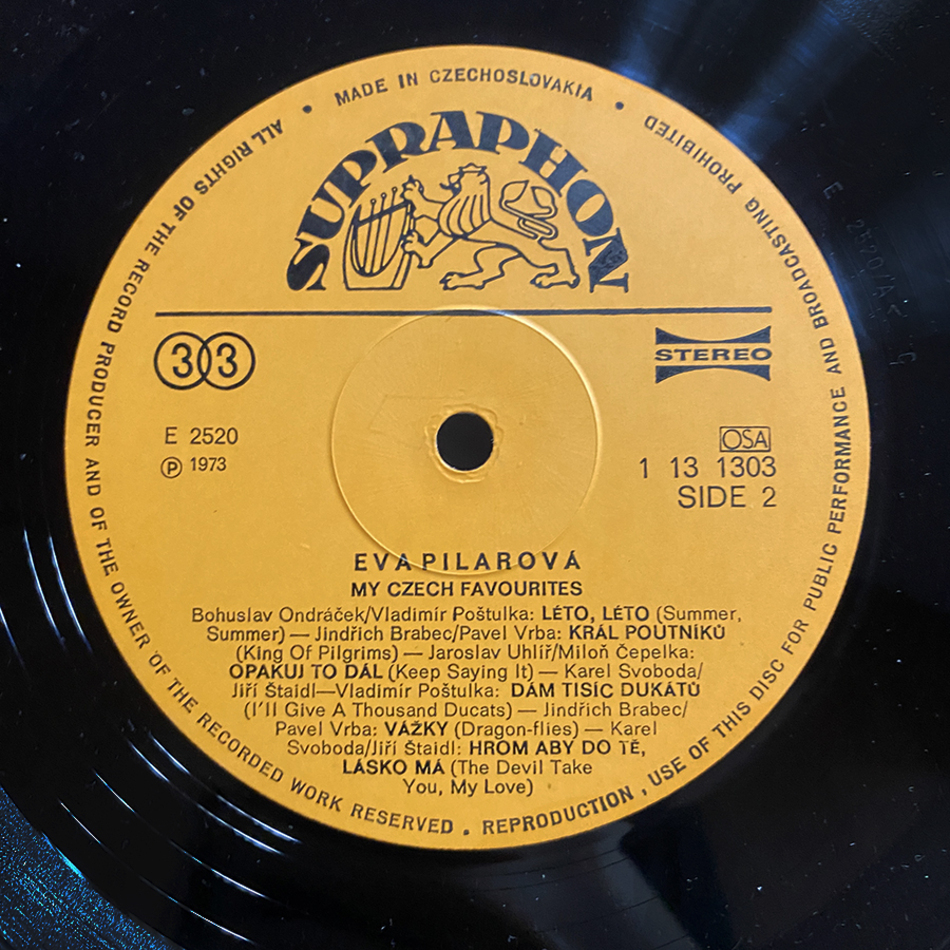 MADE IN CZECHOSLOVAKIA •
ALL RIGHTS OF THE RECORD PRODUCER AND OF THE OWNER OF THE RECORDED WORK RESERVED . REPRODUCTION , USE OF THIS DISC FOR PUBLIC PERFORMANCE AND BROADCASTING PROHIBITED •
SUPRAPHON
33
STEREO
E 2520
Ⓟ 1973
OSA
1 13 1303
SIDE 2
EVA PILAROVÁ
MY CZECH FAVOURITES
Bohuslav Ondráček/Vladimír Poštulka: LÉTO, LÉTO (Summer,
Summer) — Jindřich Brabec/Pavel Vrba: KRÁL POUTNÍKŮ
(King Of Pilgrims) — Jaroslav Uhlíř/Miloň Čepelka:
OPAKUJ TO DÁL (Keep Saying It) — Karel Svoboda/
Jiří Štaidl—Vladimír Poštulka: DÁM TISÍC DUKÁTŮ
(I'll Give A Thousand Ducats) — Jindřich Brabec/
Pavel Vrba: VÁŽKY (Dragon-flies) — Karel
Svoboda/Jiří Štaidl: HROM ABY DO TĚ,
LÁSKO MÁ (The Devil Take
You, My Love)